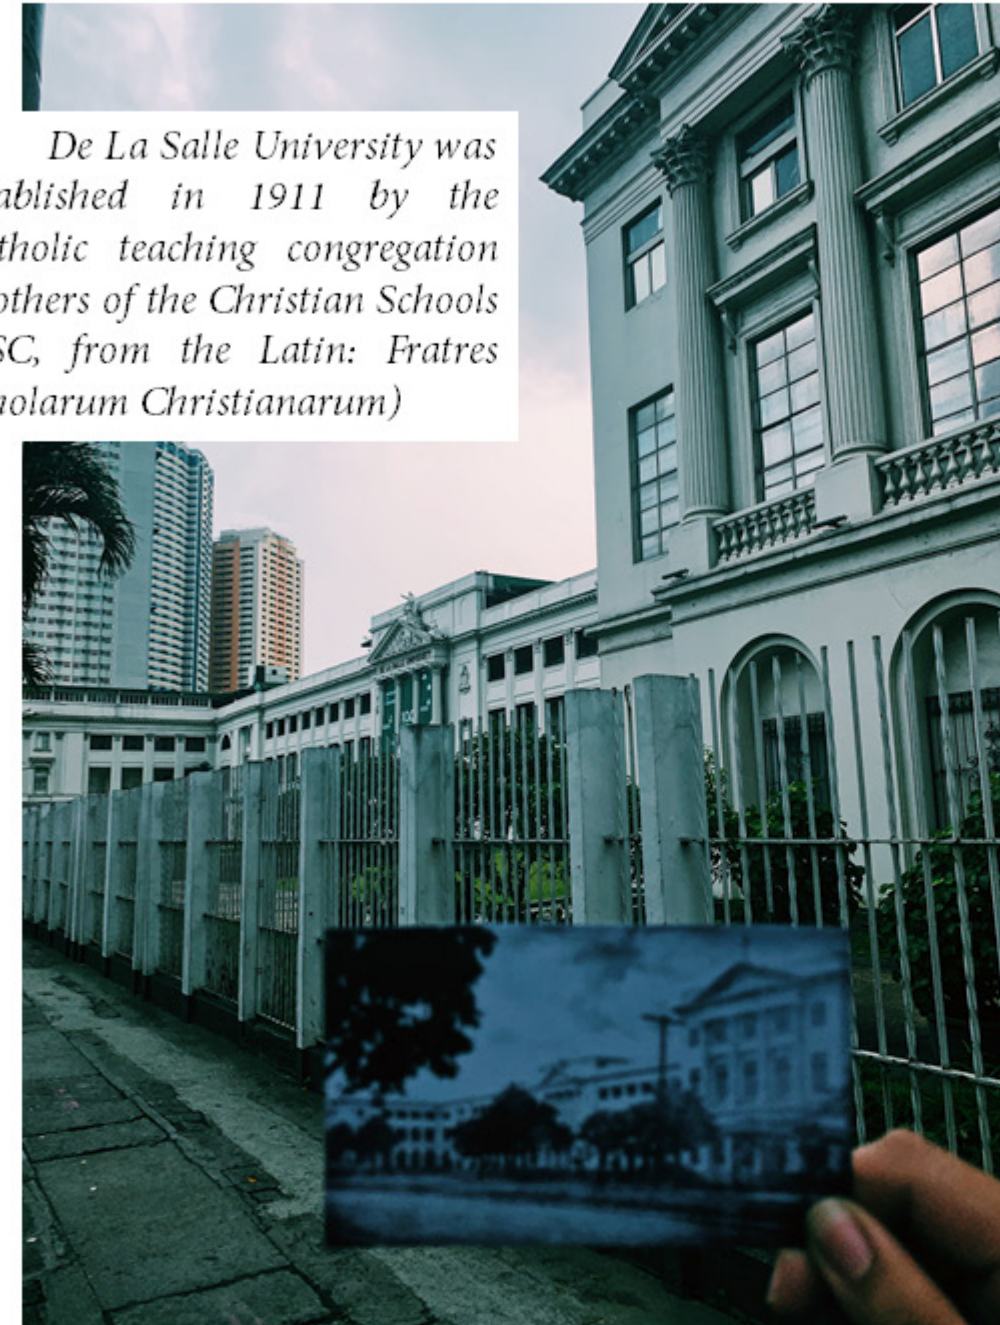 De La Salle University was
ablished in 1911 by the
tholic teaching congregation
others of the Christian Schools
SC, from the Latin: Fratres
olarum Christianarum)
100